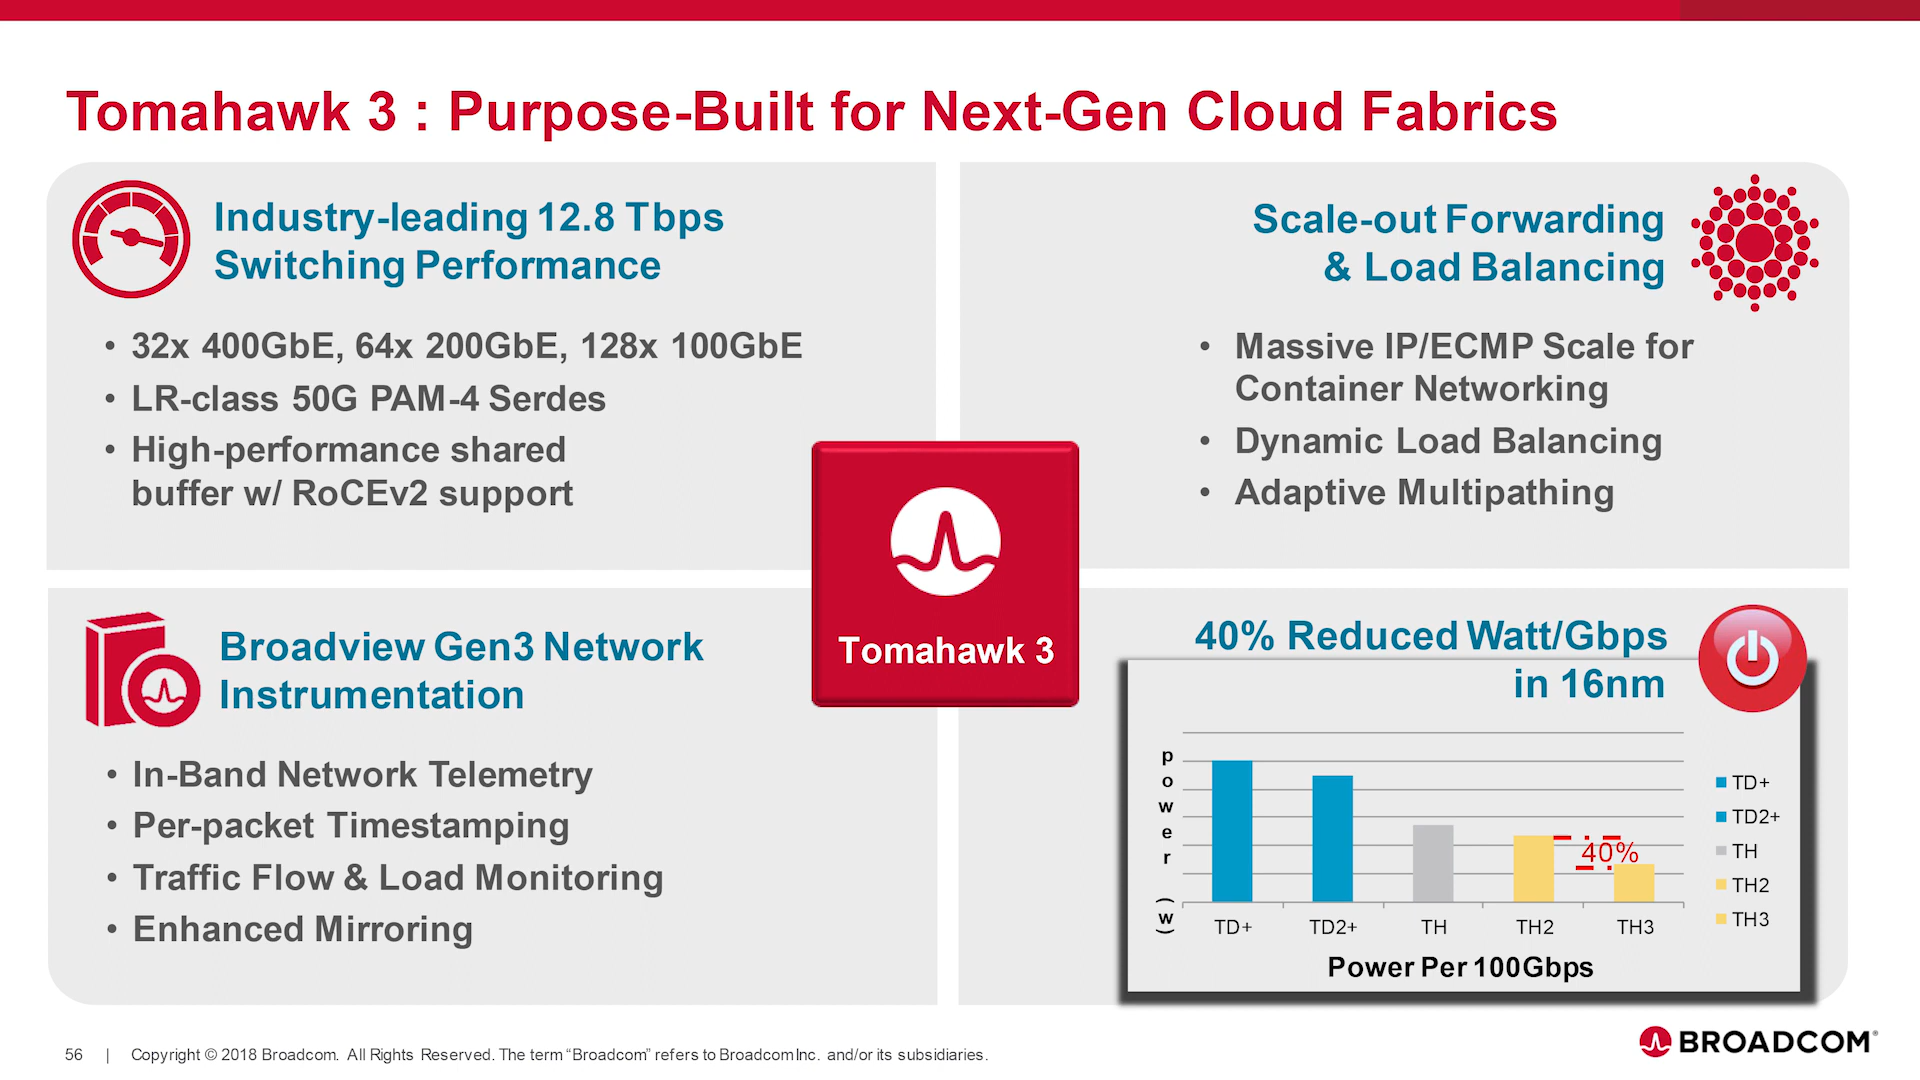 Tomahawk 3 : Purpose-Built for Next-Gen Cloud Fabrics
Industry-leading 12.8 Tbps
Switching Performance
• 32x 400GbE, 64x 200GbE, 128x 100GbE
• LR-class 50G PAM-4 Serdes
• High-performance shared
buffer w/ RoCEv2 support
Scale-out Forwarding
& Load Balancing
• Massive IP/ECMP Scale for
Container Networking
• Dynamic Load Balancing
• Adaptive Multipathing
Tomahawk 3
Broadview Gen3 Network
Instrumentation
• In-Band Network Telemetry
• Per-packet Timestamping
• Traffic Flow & Load Monitoring
• Enhanced Mirroring
40% Reduced Watt/Gbps
in 16nm
power (w)
40%
TD+ TD2+ TH TH2 TH3
Power Per 100Gbps
TD+
TD2+
TH
TH2
TH3
56 | Copyright © 2018 Broadcom. All Rights Reserved. The term “Broadcom” refers to Broadcom Inc. and/or its subsidiaries.
BROADCOM®